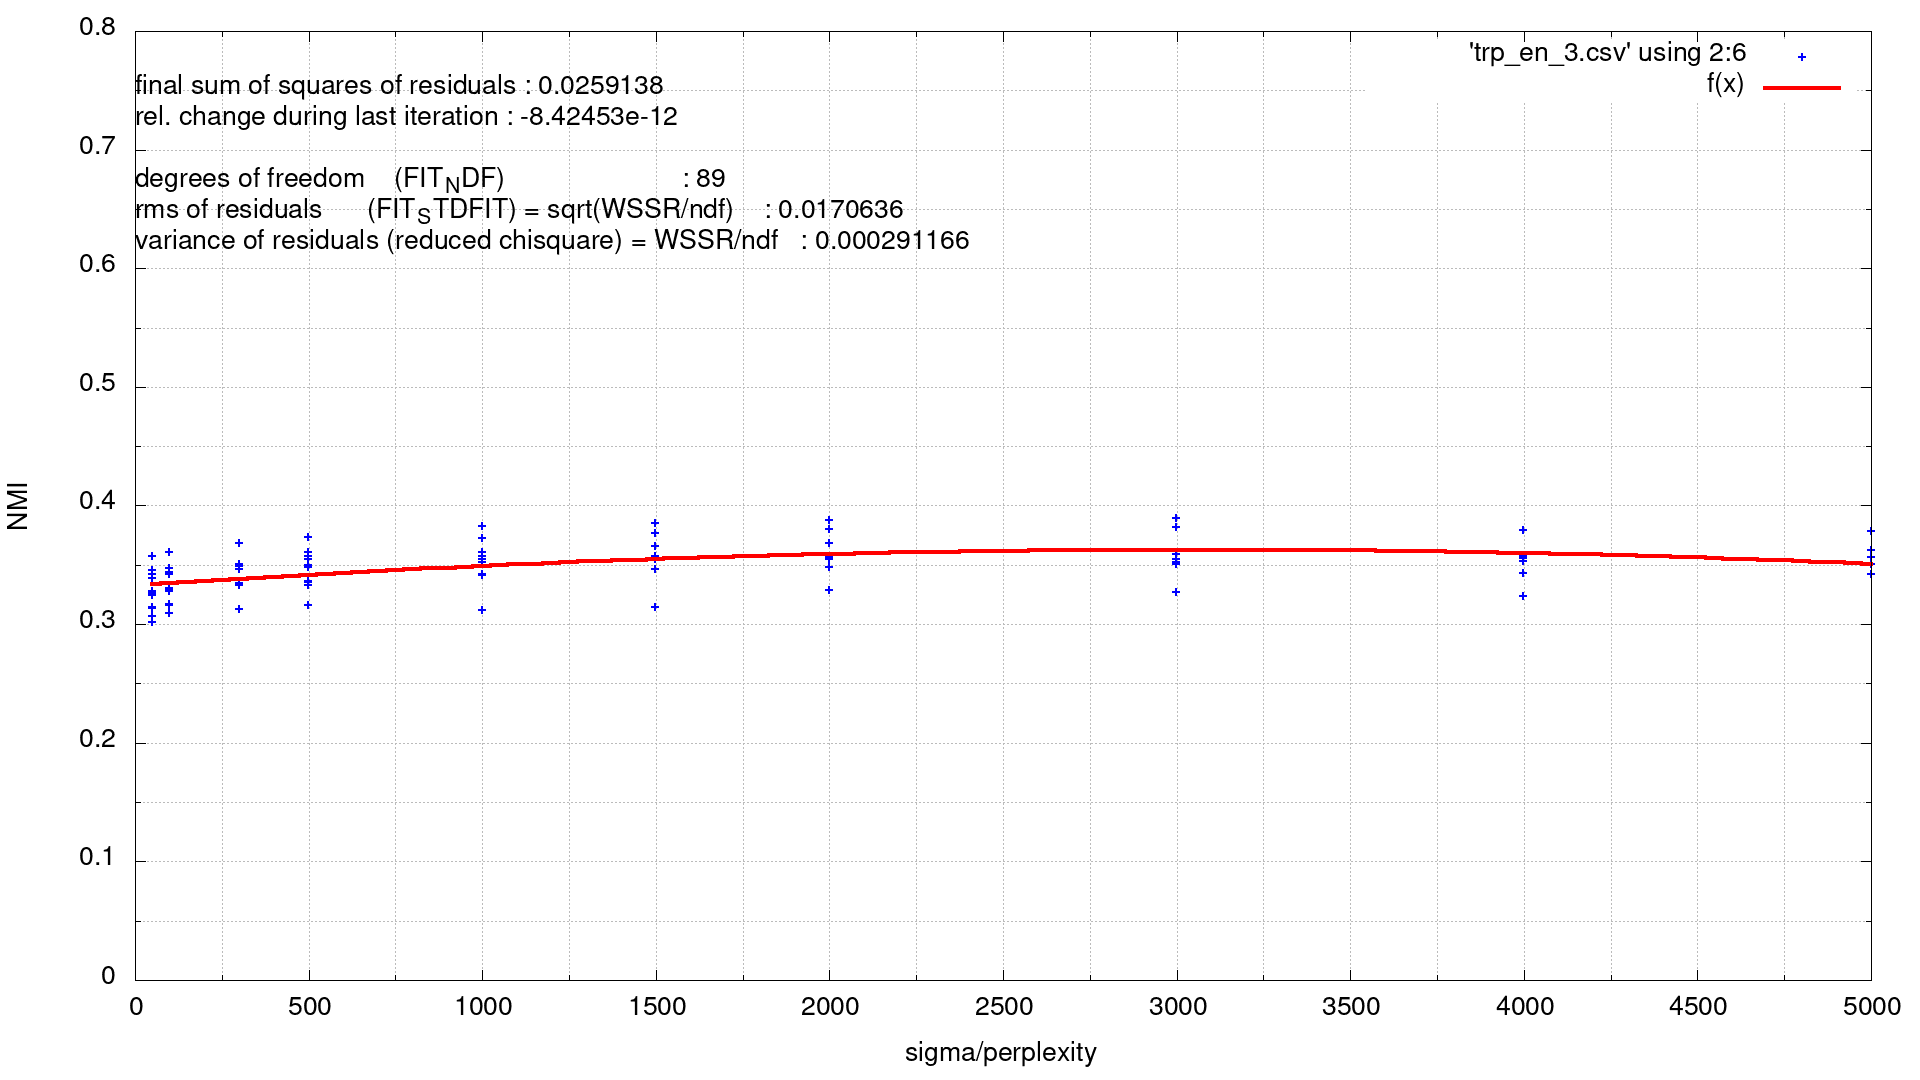 'trp_en_3.csv' using 2:6
f(x)
final sum of squares of residuals : 0.0259138
rel. change during last iteration : -8.42453e-12
degrees of freedom (FIT_NDF) : 89
rms of residuals (FIT_STDFIT) = sqrt(WSSR/ndf) : 0.0170636
variance of residuals (reduced chisquare) = WSSR/ndf : 0.000291166
0.8
0.7
0.6
0.5
0.4
0.3
0.2
0.1
0
NMI
0 500 1000 1500 2000 2500 3000 3500 4000 4500 5000
sigma/perplexity